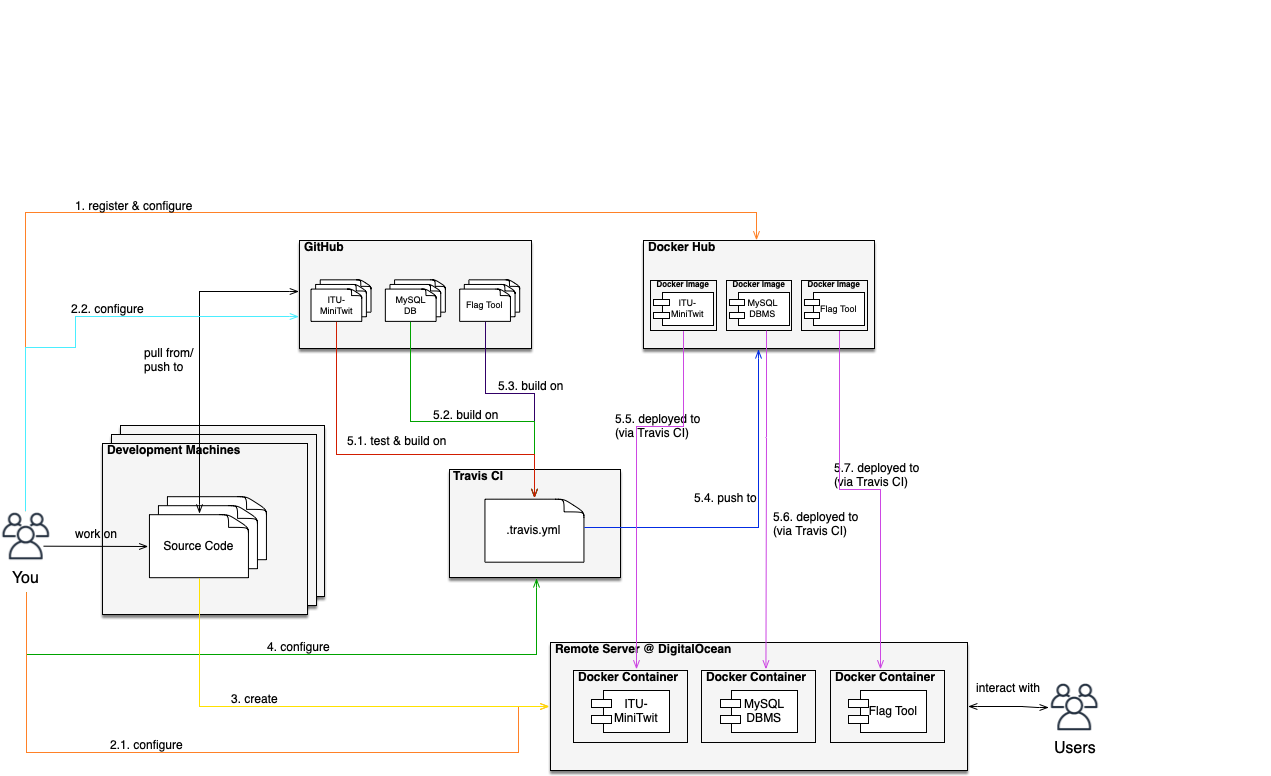 1. register & configure
GitHub
Docker Hub
ITU-
MiniTwit
MySQL
DB
Flag Tool
Docker Image
ITU-
MiniTwit
Docker Image
MySQL
DBMS
Docker Image
Flag Tool
2.2. configure
pull from/
push to
5.3. build on
5.2. build on
5.1. test & build on
5.5. deployed to
(via Travis CI)
Development Machines
Travis CI
5.7. deployed to
(via Travis CI)
5.4. push to
5.6. deployed to
(via Travis CI)
.travis.yml
work on
Source Code
You
4. configure
Remote Server @ DigitalOcean
Docker Container
ITU-
MiniTwit
Docker Container
MySQL
DBMS
Docker Container
Flag Tool
interact with
3. create
2.1. configure
Users